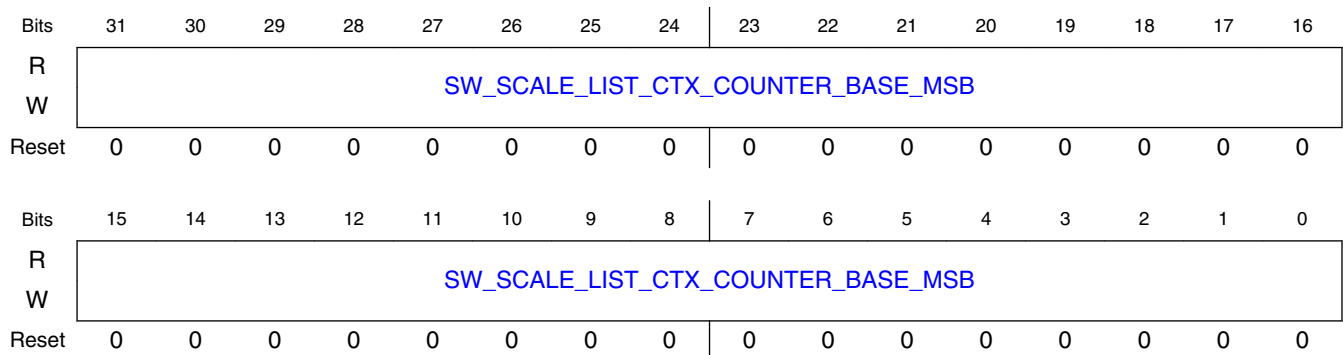 Bits 31 30 29 28 27 26 25 24 23 22 21 20 19 18 17 16
R
SW_SCALE_LIST_CTX_COUNTER_BASE_MSB
W
Reset 0 0 0 0 0 0 0 0 0 0 0 0 0 0 0 0
Bits 15 14 13 12 11 10 9 8 7 6 5 4 3 2 1 0
R
SW_SCALE_LIST_CTX_COUNTER_BASE_MSB
W
Reset 0 0 0 0 0 0 0 0 0 0 0 0 0 0 0 0